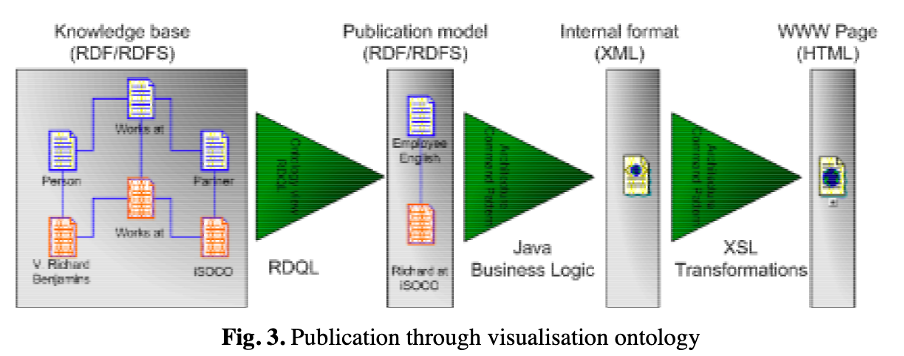 Knowledge base
(RDF/RDFS)
Publication model
(RDF/RDFS)
Internal format
(XML)
WWW Page
(HTML)
Works at
Person
Partner
Works at
V. Richard
Benjamins
iSOCO
RDQL
RDQL
Employee
English
Richard at
iSOCO
Architecture
Command Pattern
Java
Business Logic
Architecture
Command Pattern
XSL
Transformations
Fig. 3. Publication through visualisation ontology